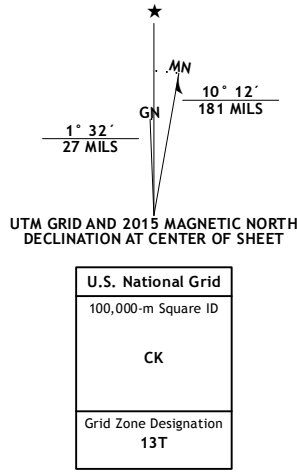 MN
GN
10° 12´
181 MILS
1° 32´
27 MILS
UTM GRID AND 2015 MAGNETIC NORTH
DECLINATION AT CENTER OF SHEET
U.S. National Grid
100,000-m Square ID
CK
Grid Zone Designation
13T